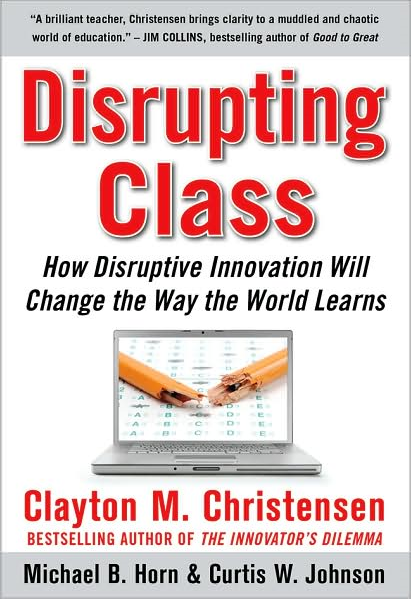 “A brilliant teacher, Christensen brings clarity to a muddled and chaotic
world of education.” – JIM COLLINS, bestselling author of Good to Great
Disrupting
Class
How Disruptive Innovation Will
Change the Way the World Learns
Clayton M. Christensen
BESTSELLING AUTHOR OF THE INNOVATOR’S DILEMMA
Michael B. Horn & Curtis W. Johnson